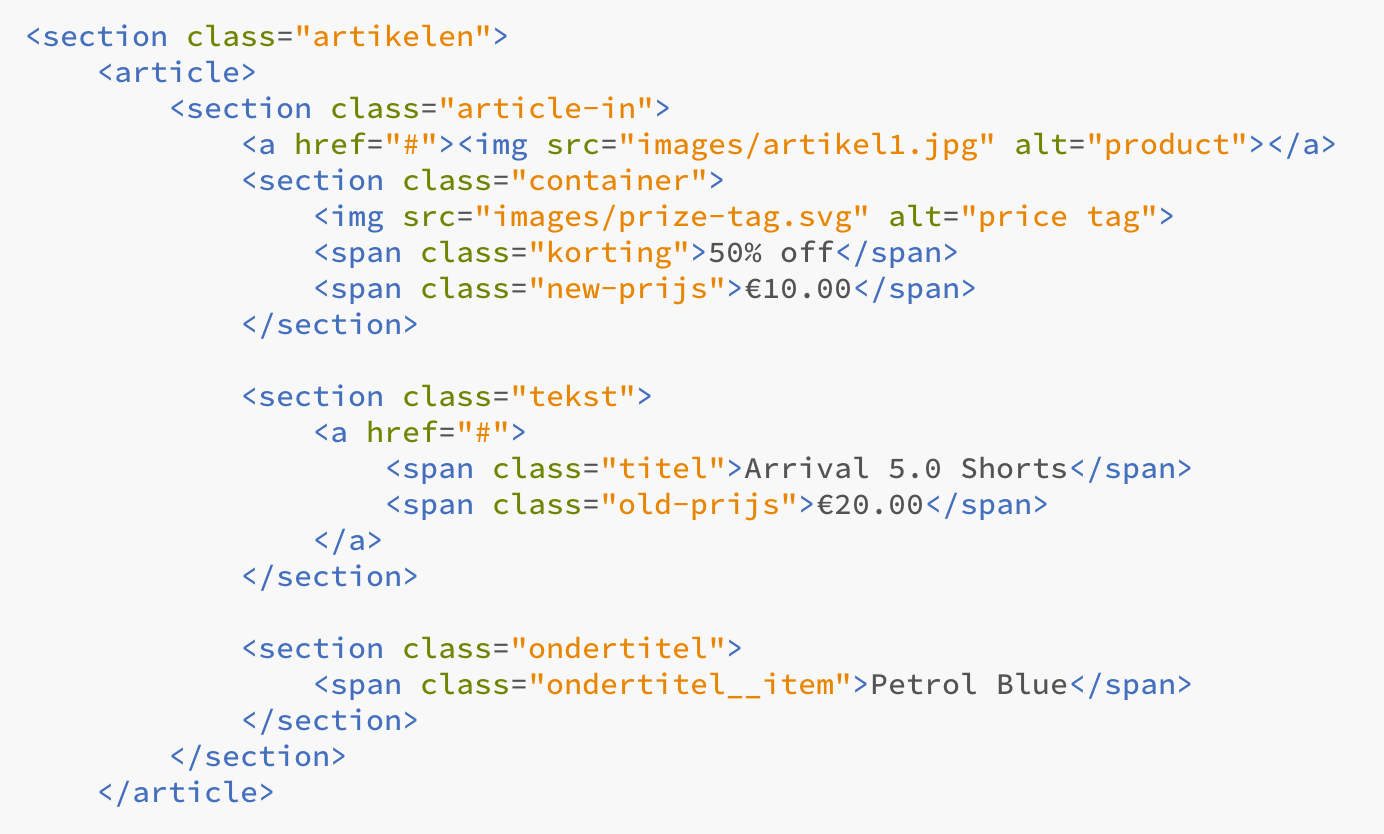 <section class="artikelen">
    <article>
        <section class="article-in">
            <a href="#"><img src="images/artikel1.jpg" alt="product"></a>
            <section class="container">
                <img src="images/prize-tag.svg" alt="price tag">
                <span class="korting">50% off</span>
                <span class="new-prijs">€10.00</span>
            </section>

            <section class="tekst">
                <a href="#">
                    <span class="titel">Arrival 5.0 Shorts</span>
                    <span class="old-prijs">€20.00</span>
                </a>
            </section>

            <section class="ondertitel">
                <span class="ondertitel__item">Petrol Blue</span>
            </section>
        </section>
    </article>